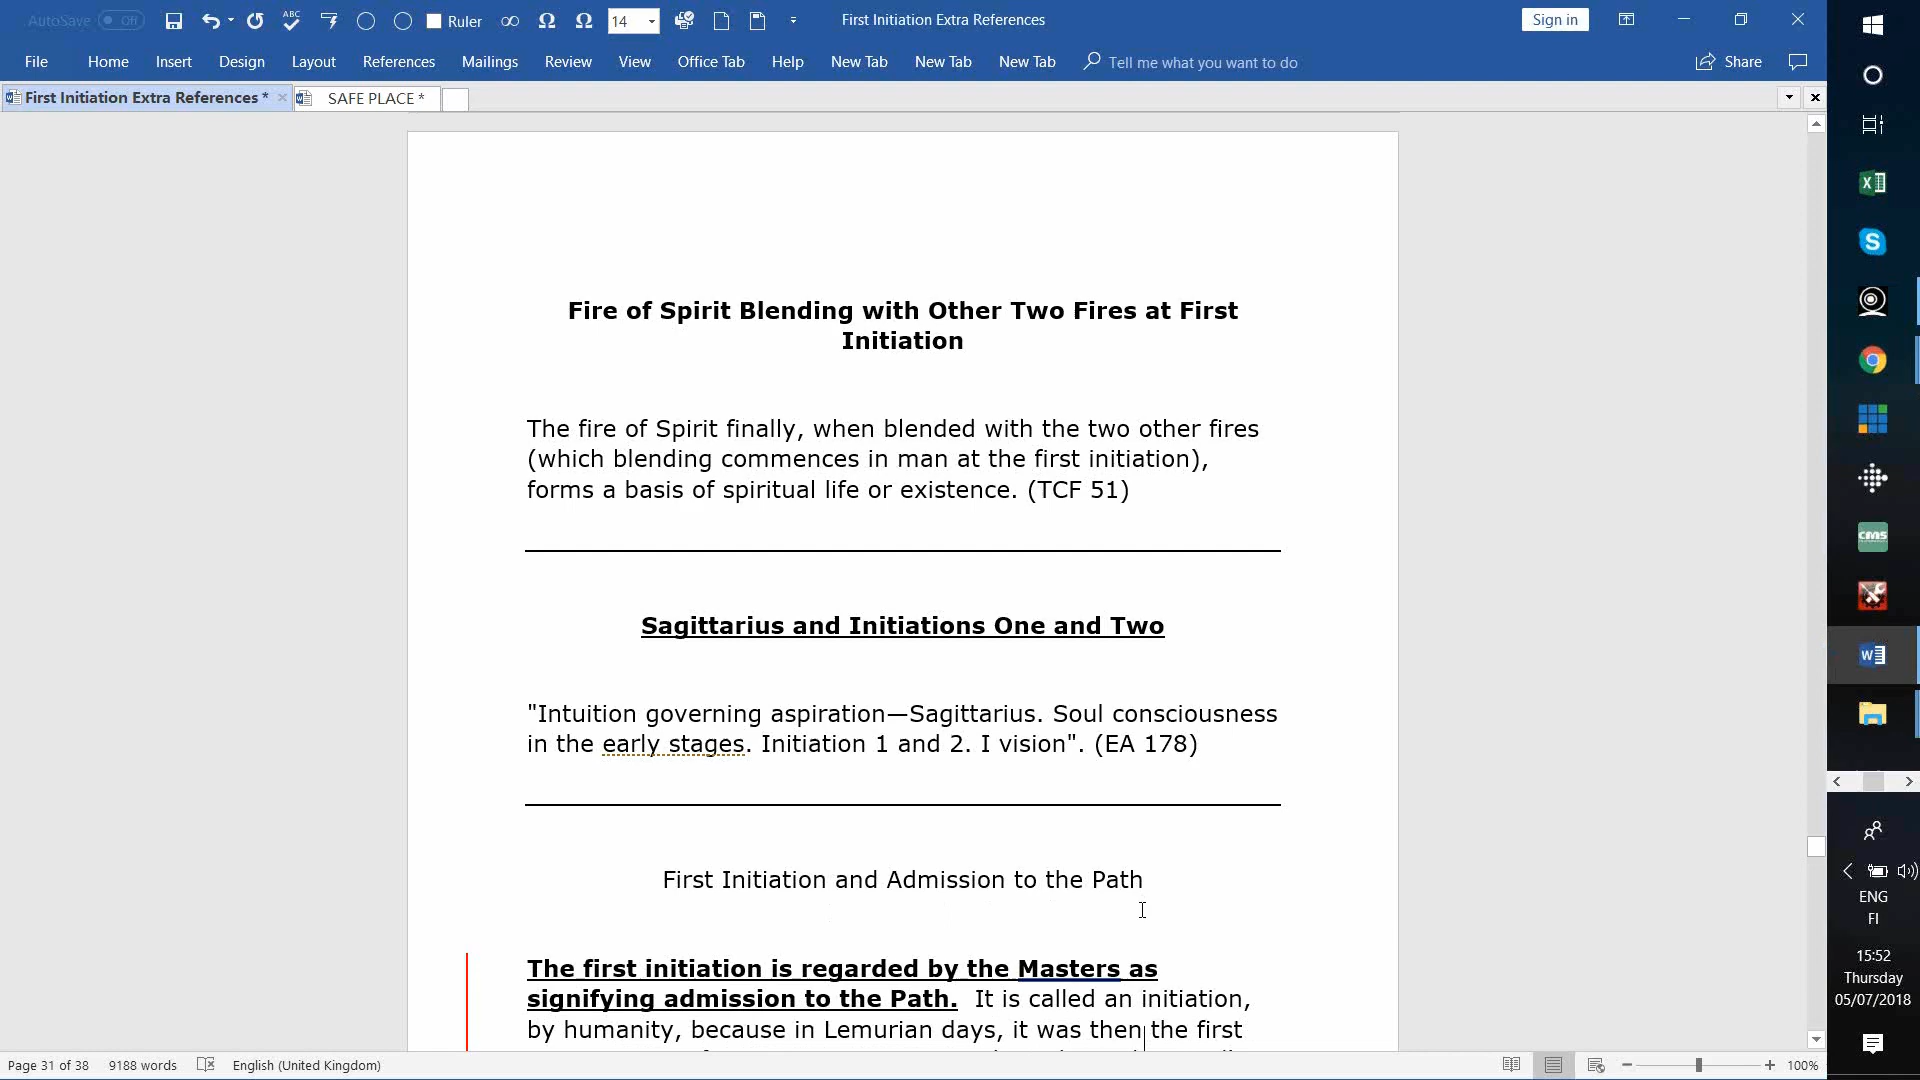 AutoSave Off
ABC
Ruler
14
First Initiation Extra References
Sign in
File Home Insert Design Layout References Mailings Review View Office Tab Help New Tab New Tab New Tab Tell me what you want to do Share
First Initiation Extra References * SAFE PLACE *
Fire of Spirit Blending with Other Two Fires at First
Initiation
The fire of Spirit finally, when blended with the two other fires
(which blending commences in man at the first initiation),
forms a basis of spiritual life or existence. (TCF 51)
Sagittarius and Initiations One and Two
"Intuition governing aspiration—Sagittarius. Soul consciousness
in the early stages. Initiation 1 and 2. I vision". (EA 178)
First Initiation and Admission to the Path
The first initiation is regarded by the Masters as
signifying admission to the Path. It is called an initiation,
by humanity, because in Lemurian days, it was then the first
Page 31 of 38 9188 words English (United Kingdom) 100%
cms
ENG
FI
15:52
Thursday
05/07/2018